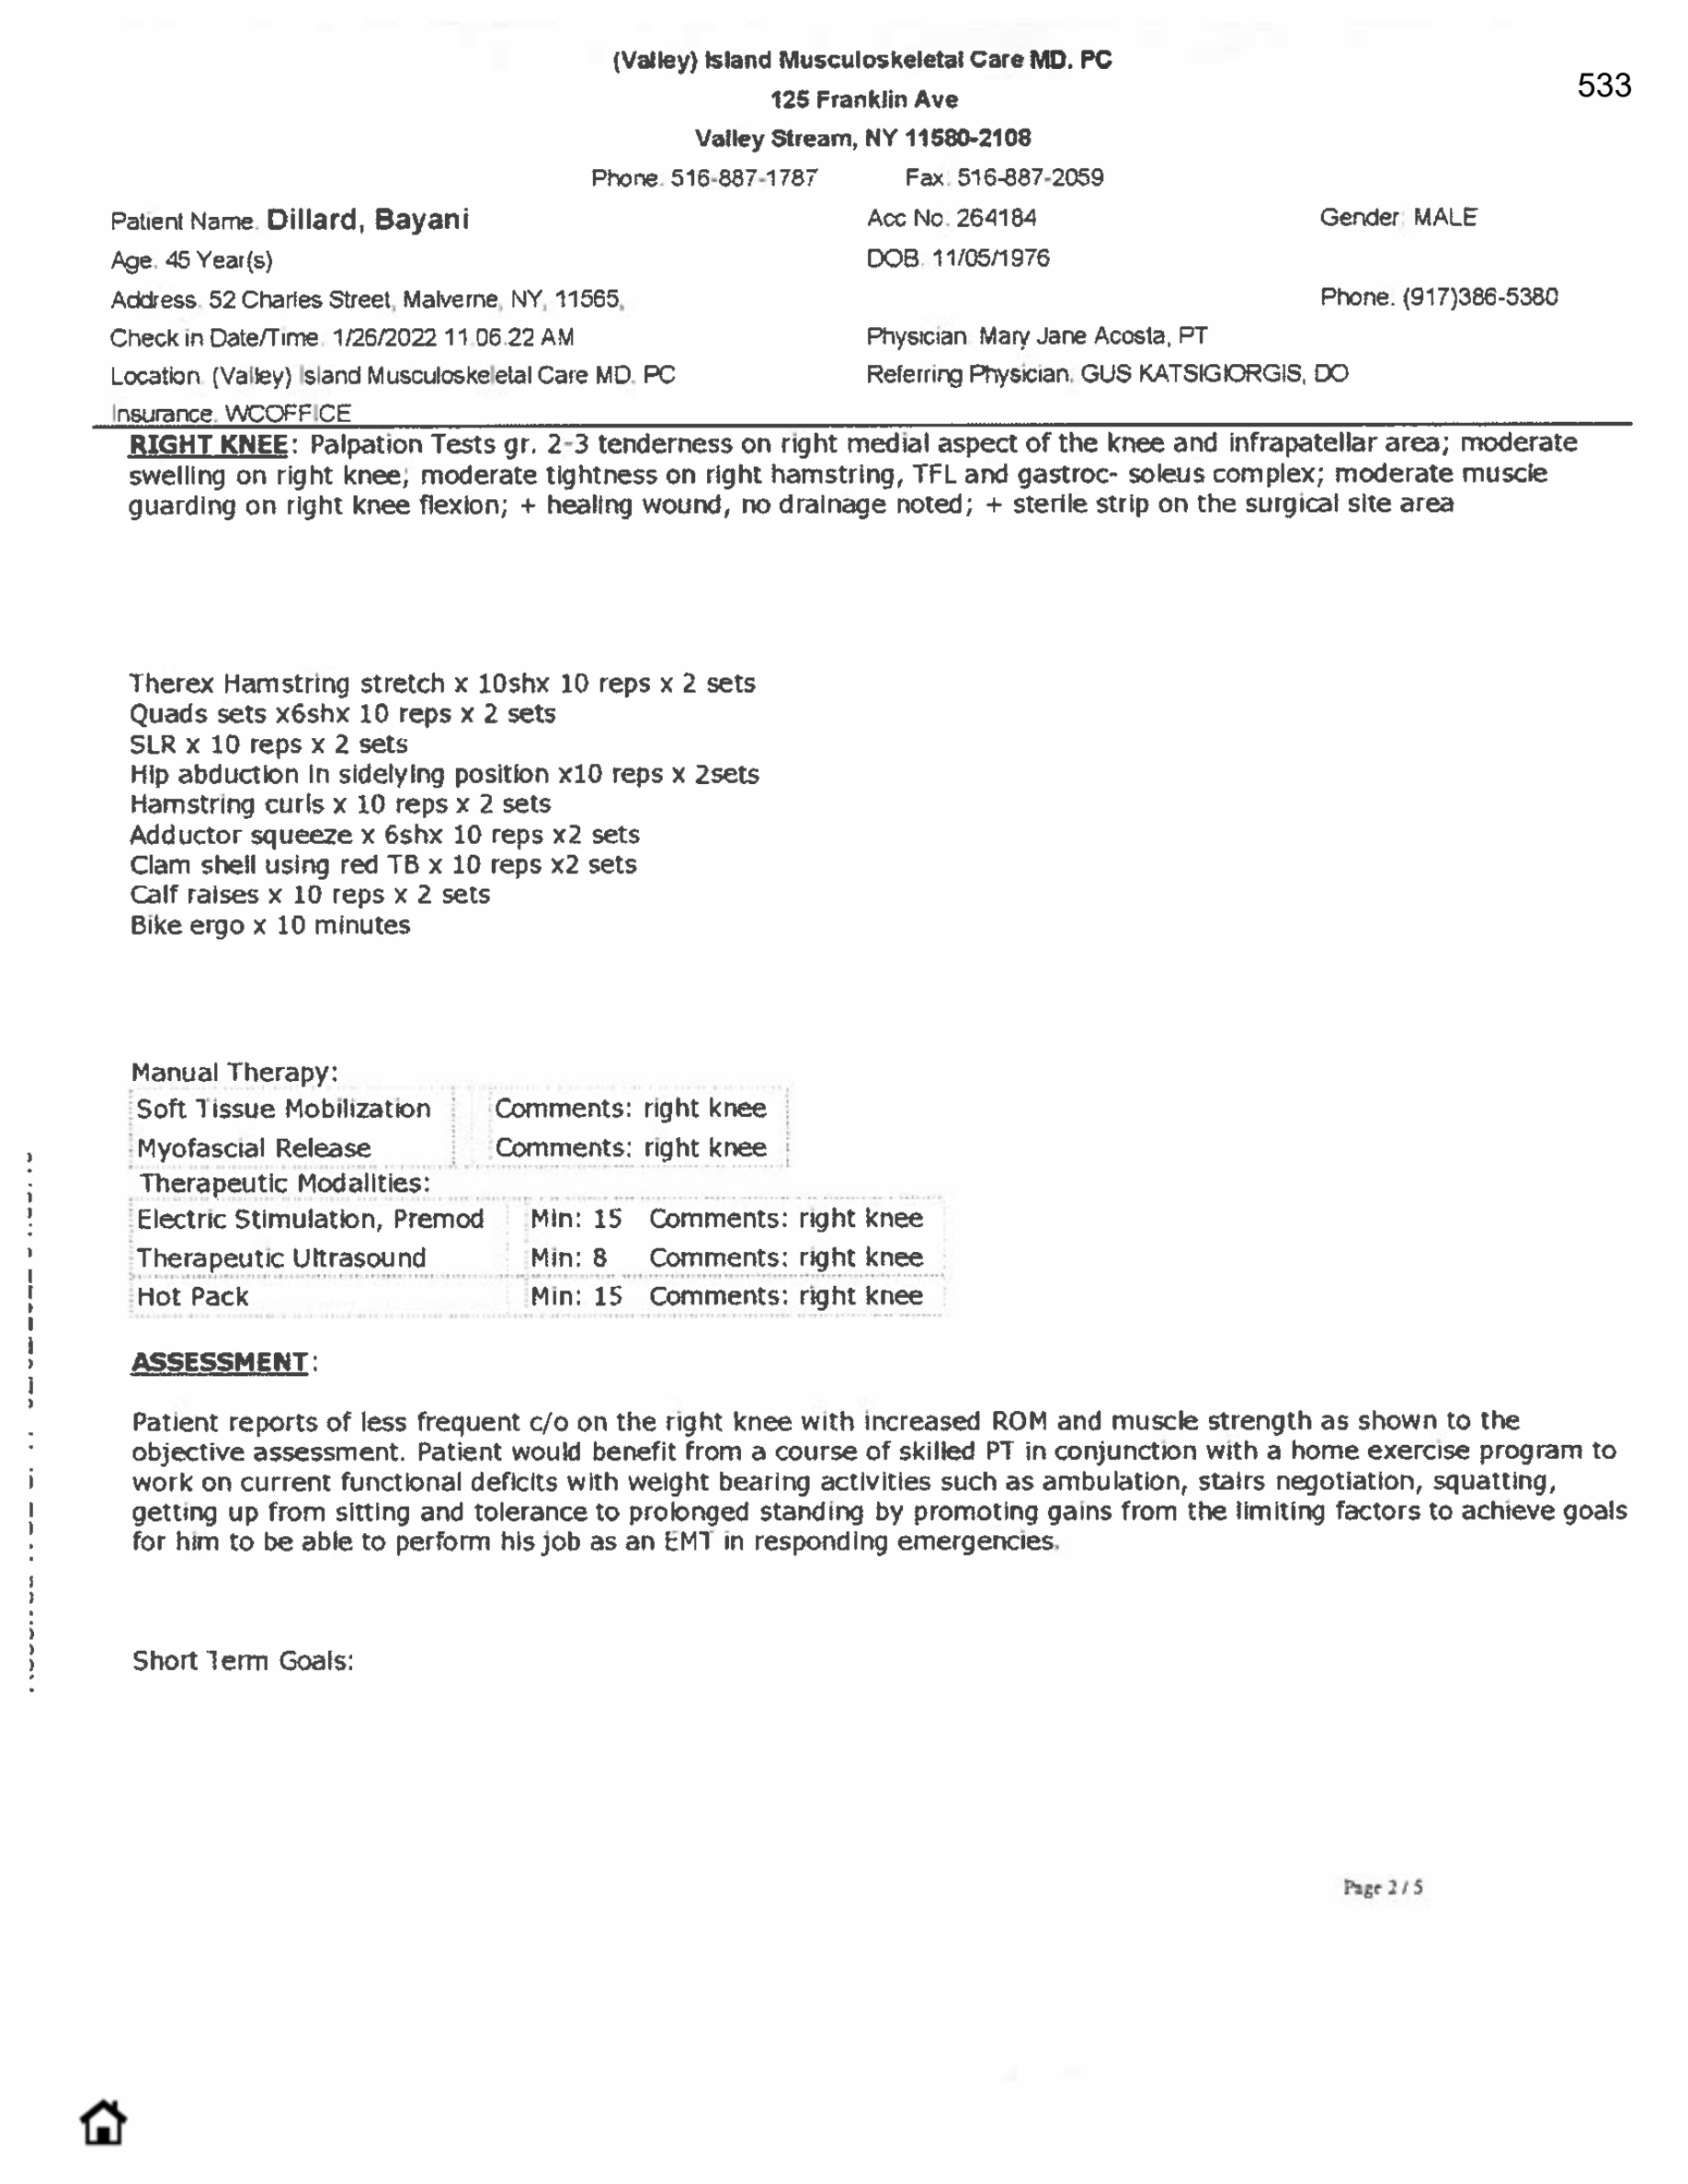 (Valley) Island Musculoskeletal Care MD. PC
533
125 Franklin Ave
Valley Stream, NY 11580-2108
Phone. 516-887-1787 Fax. 516-887-2059
Patient Name. Dillard, Bayani Acc No. 264184 Gender: MALE
Age. 45 Year(s) DOB. 11/05/1976
Address. 52 Charles Street, Malverne, NY, 11565, Phone. (917)386-5380
Check in Date/Time. 1/26/2022 11.06.22 AM Physician. Mary Jane Acosta, PT
Location. (Valley) Island Musculoskeletal Care MD. PC Referring Physician. GUS KATSIGIORGIS, DO
Insurance. WCOFFICE
RIGHT KNEE: Palpation Tests gr. 2-3 tenderness on right medial aspect of the knee and infrapatellar area; moderate
swelling on right knee; moderate tightness on right hamstring, TFL and gastroc- soleus complex; moderate muscle
guarding on right knee flexion; + healing wound, no drainage noted; + sterile strip on the surgical site area
Therex Hamstring stretch x 10shx 10 reps x 2 sets
Quads sets x6shx 10 reps x 2 sets
SLR x 10 reps x 2 sets
Hip abduction in sidelying position x10 reps x 2sets
Hamstring curls x 10 reps x 2 sets
Adductor squeeze x 6shx 10 reps x2 sets
Clam shell using red TB x 10 reps x2 sets
Calf raises x 10 reps x 2 sets
Bike ergo x 10 minutes
Manual Therapy:
Soft Tissue Mobilization Comments: right knee
Myofascial Release Comments: right knee
Therapeutic Modalities:
Electric Stimulation, Premod Min: 15 Comments: right knee
Therapeutic Ultrasound Min: 8 Comments: right knee
Hot Pack Min: 15 Comments: right knee
ASSESSMENT:
Patient reports of less frequent c/o on the right knee with increased ROM and muscle strength as shown to the
objective assessment. Patient would benefit from a course of skilled PT in conjunction with a home exercise program to
work on current functional deficits with weight bearing activities such as ambulation, stairs negotiation, squatting,
getting up from sitting and tolerance to prolonged standing by promoting gains from the limiting factors to achieve goals
for him to be able to perform his job as an EMT in responding emergencies.
Short Term Goals:
Page 2 / 5